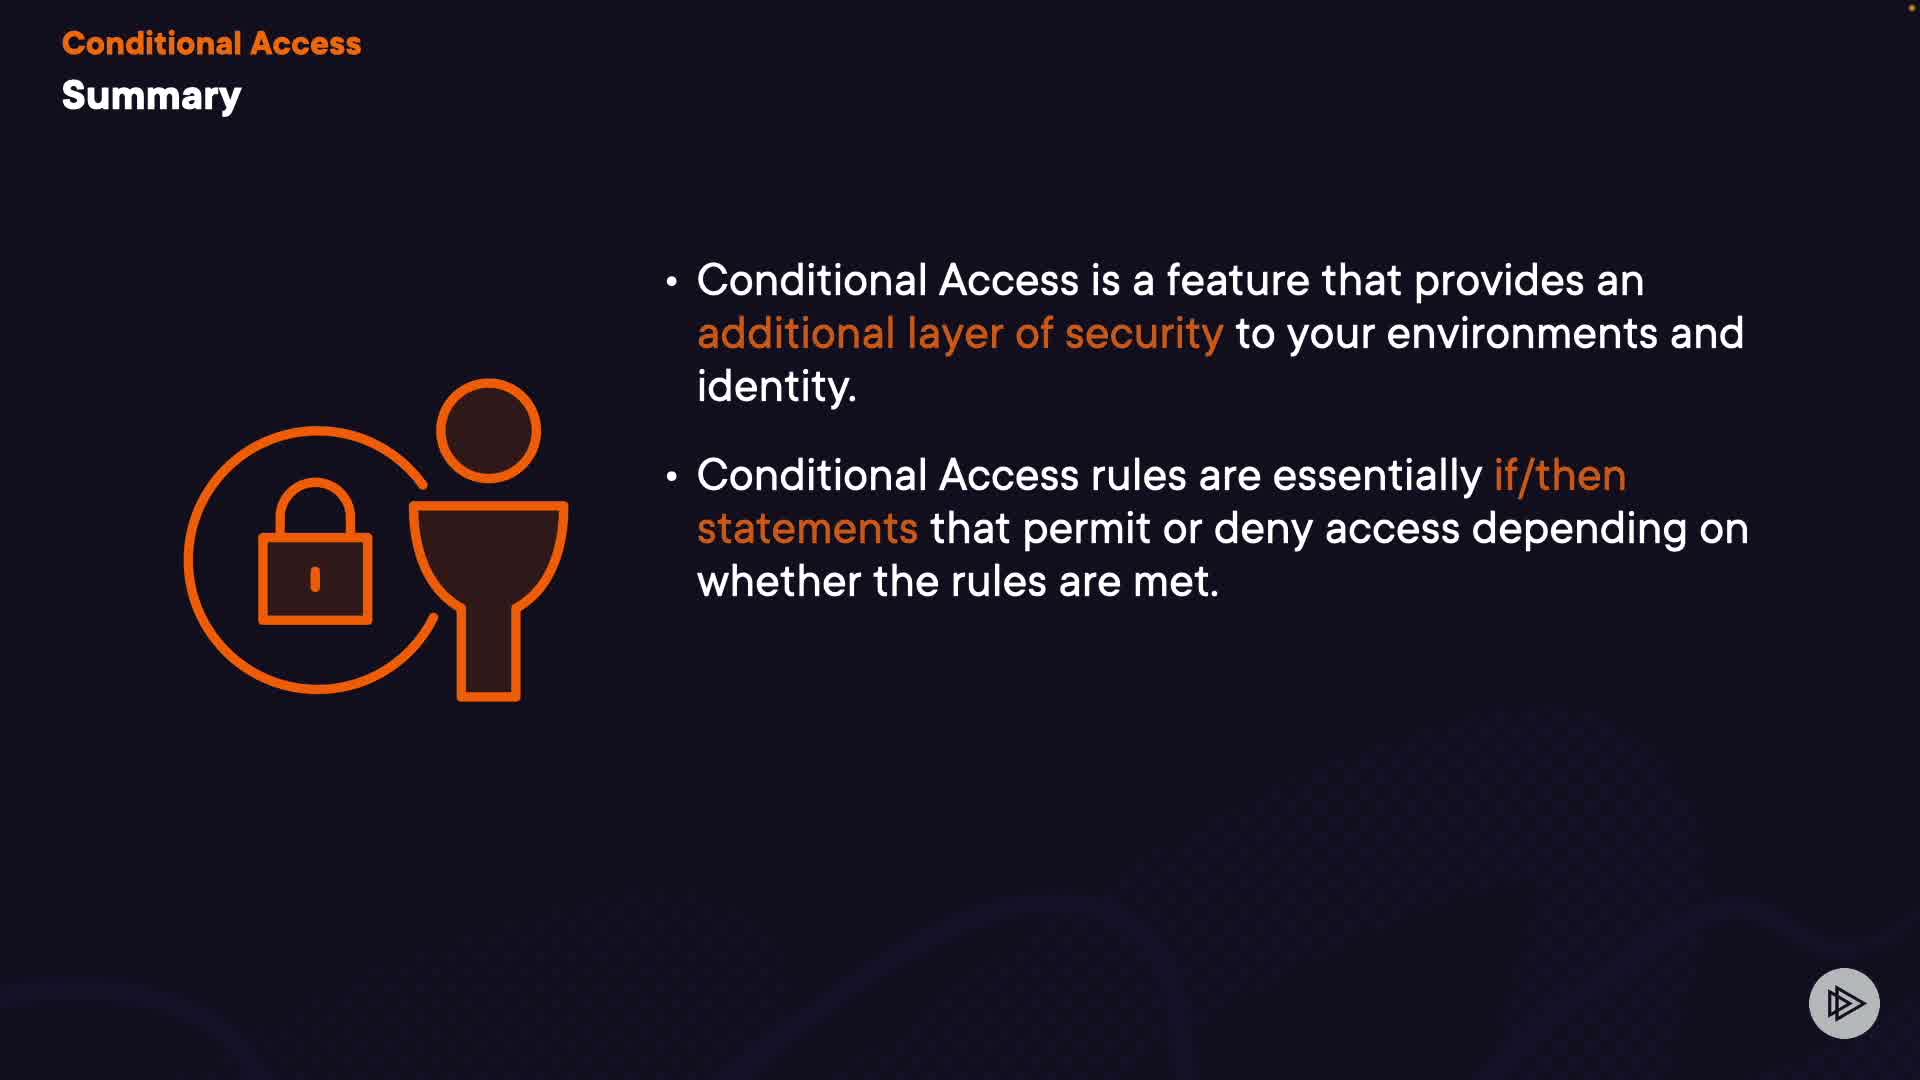 Conditional Access
Summary
• Conditional Access is a feature that provides an
additional layer of security to your environments and
identity.
• Conditional Access rules are essentially if/then
statements that permit or deny access depending on
whether the rules are met.